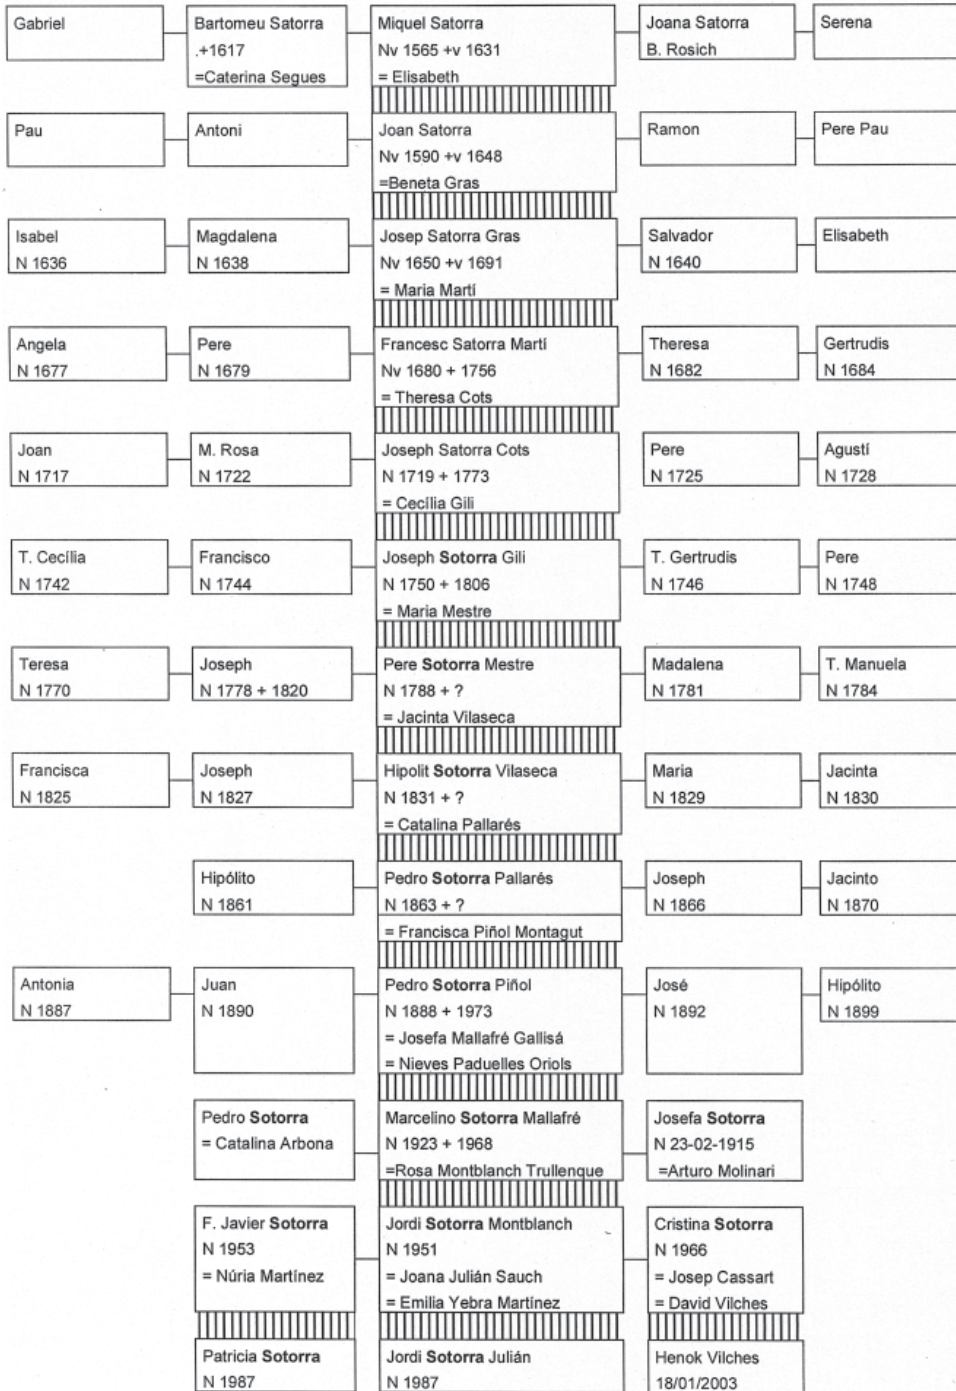 Gabriel
Bartomeu Satorra
.+1617
=Caterina Segues
Miquel Satorra
Nv 1565 +v 1631
= Elisabeth
Joana Satorra
B. Rosich
Serena
Pau
Antoni
Joan Satorra
Nv 1590 +v 1648
=Beneta Gras
Ramon
Pere Pau
Isabel
N 1636
Magdalena
N 1638
Josep Satorra Gras
Nv 1650 +v 1691
= Maria Martí
Salvador
N 1640
Elisabeth
Angela
N 1677
Pere
N 1679
Francesc Satorra Martí
Nv 1680 + 1756
= Theresa Cots
Theresa
N 1682
Gertrudis
N 1684
Joan
N 1717
M. Rosa
N 1722
Joseph Satorra Cots
N 1719 + 1773
= Cecília Gili
Pere
N 1725
Agustí
N 1728
T. Cecília
N 1742
Francisco
N 1744
Joseph Sotorra Gili
N 1750 + 1806
= Maria Mestre
T. Gertrudis
N 1746
Pere
N 1748
Teresa
N 1770
Joseph
N 1778 + 1820
Pere Sotorra Mestre
N 1788 + ?
= Jacinta Vilaseca
Madalena
N 1781
T. Manuela
N 1784
Francisca
N 1825
Joseph
N 1827
Hipolit Sotorra Vilaseca
N 1831 + ?
= Catalina Pallarés
Maria
N 1829
Jacinta
N 1830
Hipólito
N 1861
Pedro Sotorra Pallarés
N 1863 + ?
= Francisca Piñol Montagut
Joseph
N 1866
Jacinto
N 1870
Antonia
N 1887
Juan
N 1890
Pedro Sotorra Piñol
N 1888 + 1973
= Josefa Mallafré Gallisá
= Nieves Paduelles Oriols
José
N 1892
Hipólito
N 1899
Pedro Sotorra
= Catalina Arbona
Marcelino Sotorra Mallafré
N 1923 + 1968
=Rosa Montblanch Trullenque
Josefa Sotorra
N 23-02-1915
=Arturo Molinari
F. Javier Sotorra
N 1953
= Núria Martínez
Jordi Sotorra Montblanch
N 1951
= Joana Julián Sauch
= Emilia Yebra Martínez
Cristina Sotorra
N 1966
= Josep Cassart
= David Vilches
Patricia Sotorra
N 1987
Jordi Sotorra Julián
N 1987
Henok Vilches
18/01/2003